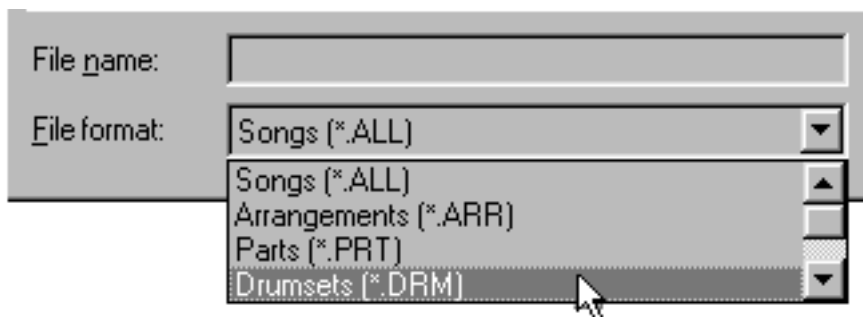 File name:
File format: Songs (*.ALL)
Songs (*.ALL)
Arrangements (*.ARR)
Parts (*.PRT)
Drumsets (*.DRM)